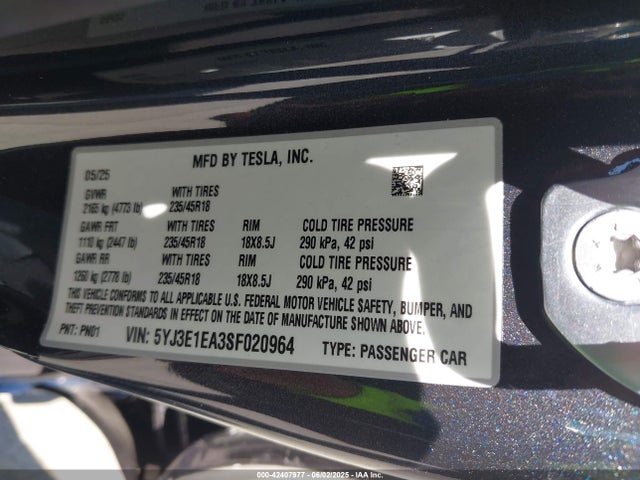 MFD BY TESLA, INC.
05/25
GVWR WITH TIRES
2165 kg (4773 lb) 235/45R18
GAWR FRT WITH TIRES RIM COLD TIRE PRESSURE
1110 kg (2447 lb) 235/45R18 18X8.5J 290 kPa, 42 psi
GAWR RR WITH TIRES RIM COLD TIRE PRESSURE
1260 kg (2778 lb) 235/45R18 18X8.5J 290 kPa, 42 psi
THIS VEHICLE CONFORMS TO ALL APPLICABLE U.S. FEDERAL MOTOR VEHICLE SAFETY, BUMPER, AND
THEFT PREVENTION STANDARDS IN EFFECT ON THE DATE OF MANUFACTURE SHOWN ABOVE.
PNT: PN01 VIN: 5YJ3E1EA3SF020964 TYPE: PASSENGER CAR
000-42407977 - 06/02/2025 - IAAI.COM